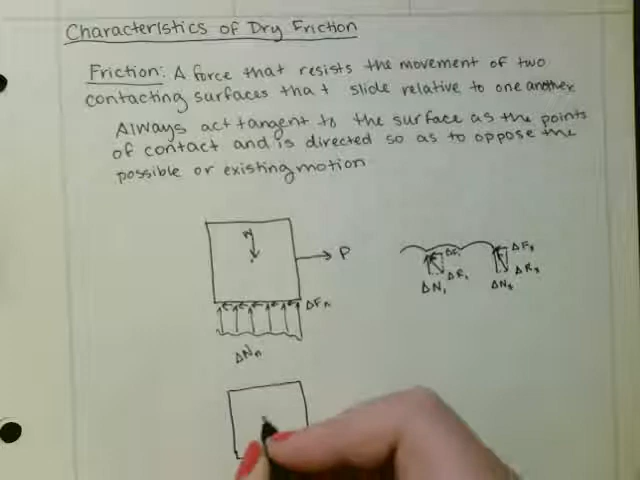 Characteristics of Dry Friction
Friction: A force that resists the movement of two
contacting surfaces that slide relative to one another
Always act tangent to the surface as the points
of contact and is directed so as to oppose the
possible or existing motion
W
P
ΔFn
ΔNn
ΔF₁
ΔR₁
ΔN₁
ΔF₂
ΔR₂
ΔN₂